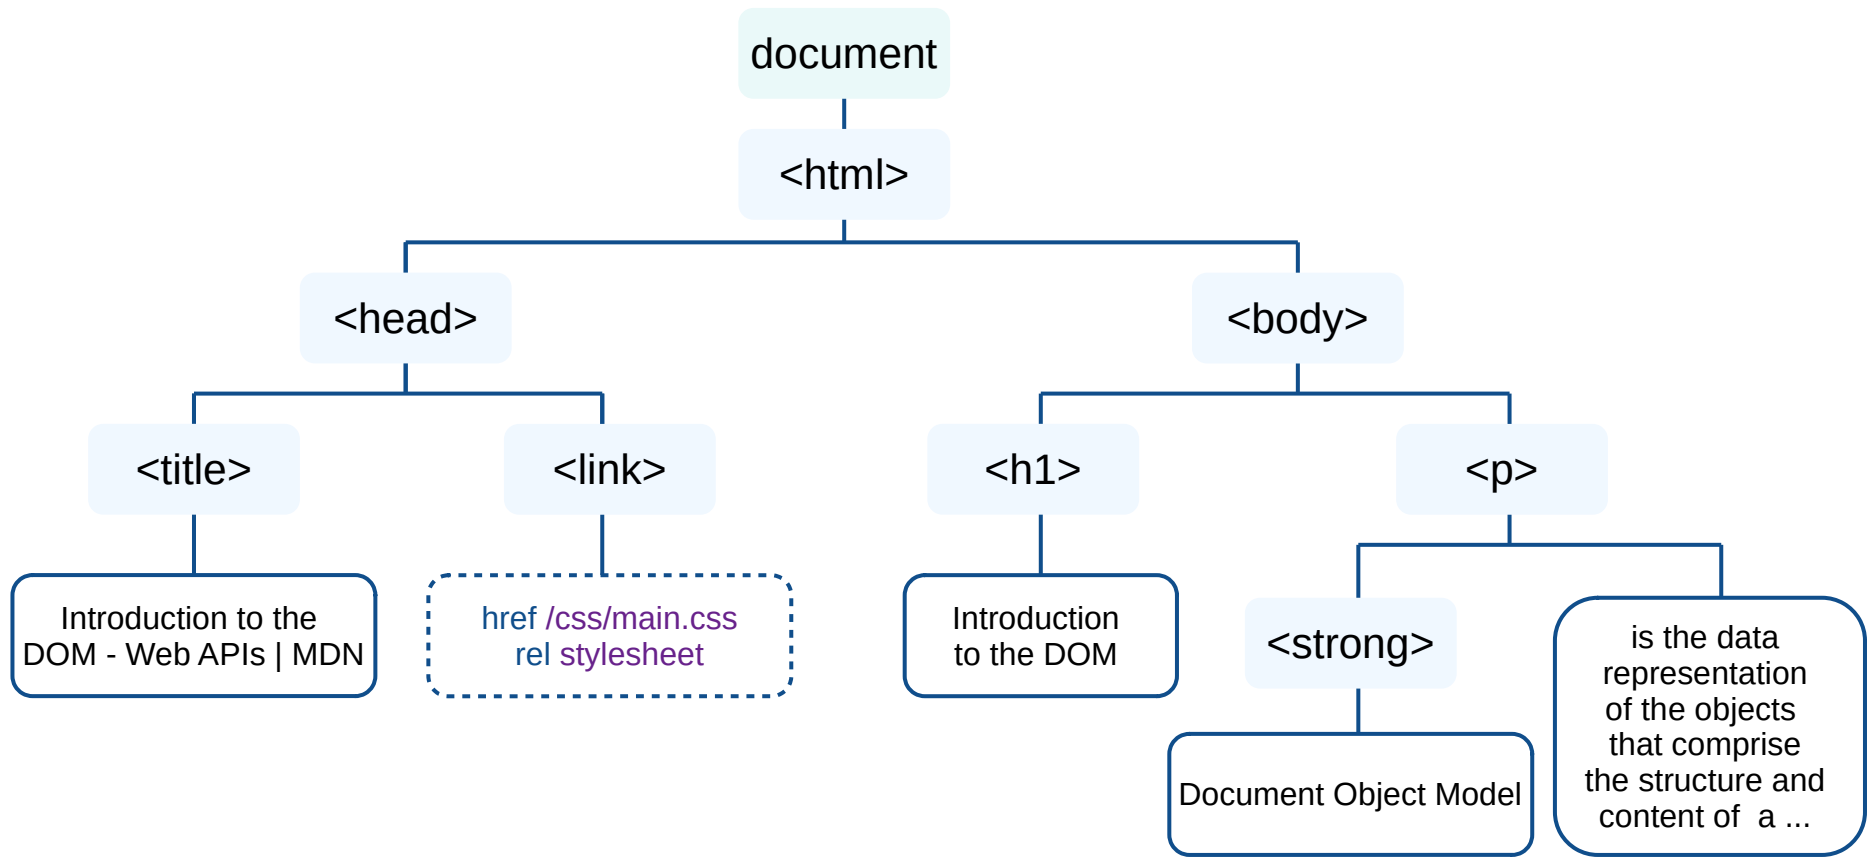 document
<html>
<head>
<body>
<title>
<link>
<h1>
<p>
Introduction to the
DOM - Web APIs | MDN
href /css/main.css
rel stylesheet
Introduction
to the DOM
<strong>
is the data
representation
of the objects
that comprise
the structure and
content of  a ...
Document Object Model